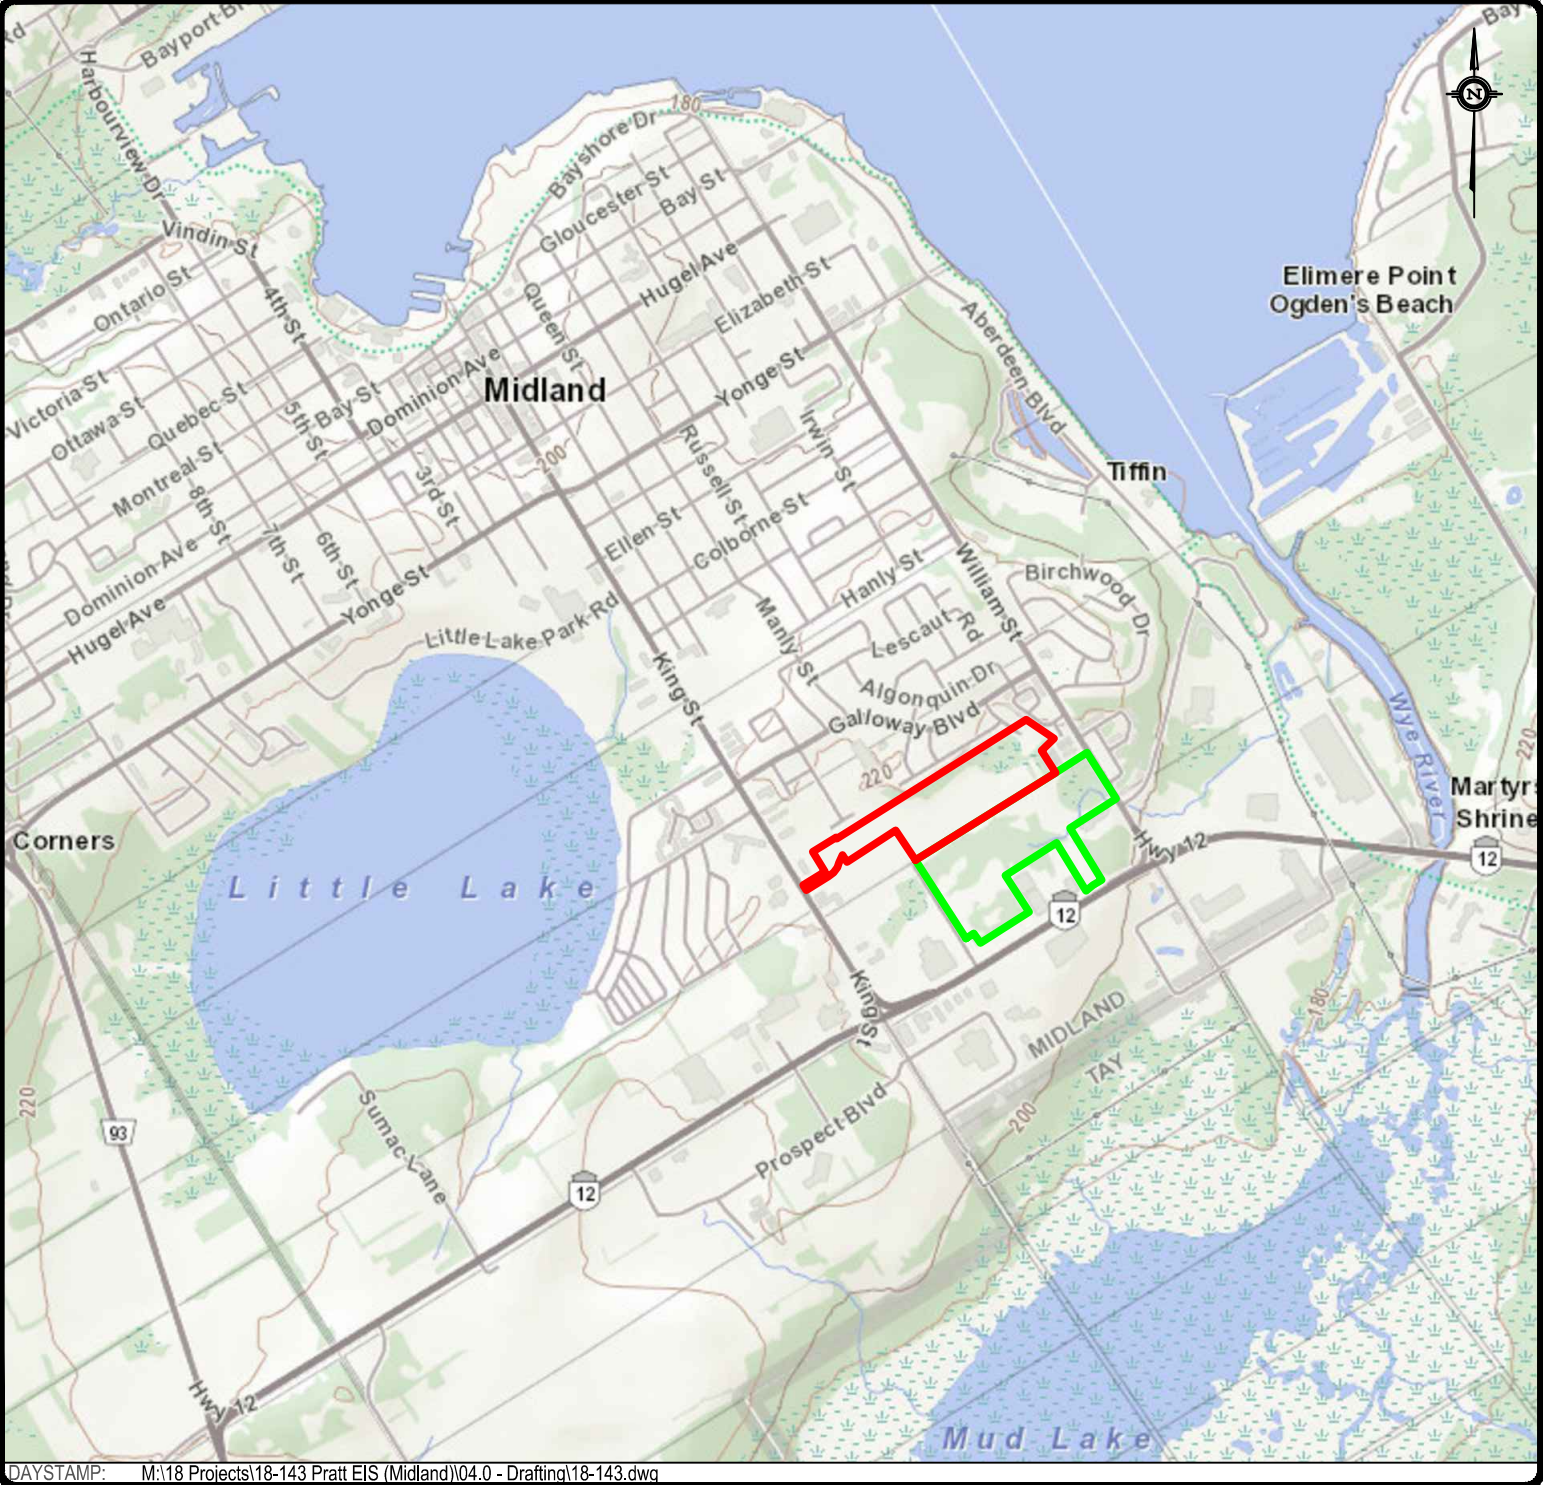 Bayport
Bay
Harbourview Dr
180
Bayshore Dr
N
Gloucester St
Bay St
Vindin St
Hugel Ave
Elimere Point
Ogden's Beach
Ontario St
4th St
Queen St
Elizabeth St
Aberdeen Blvd
Victoria St
Ottawa St
Quebec St
5th St
Bay St
Dominion Ave
Midland
Yonge St
Montreal St
8th St
3rd St
200
Russell St
Irwin St
Tiffin
7th St
6th St
Ellen St
Colborne St
Dominion Ave
Hugel Ave
Yonge St
Little Lake Park Rd
Manly St
Hanly St
William St
Birchwood Dr
Lescaut Rd
King St
Algonquin Dr
Galloway Blvd
Wye River
220
220
Martyrs
Shrine
Corners
Hwy 12
12
Little Lake
12
King St
MIDLAND
TAY
180
220
93
Sumac Lane
Prospect Blvd
200
12
Hwy 12
Mud Lake
DAYSTAMP: M:\18 Projects\18-143 Pratt EIS (Midland)\04.0 - Drafting\18-143.dwg